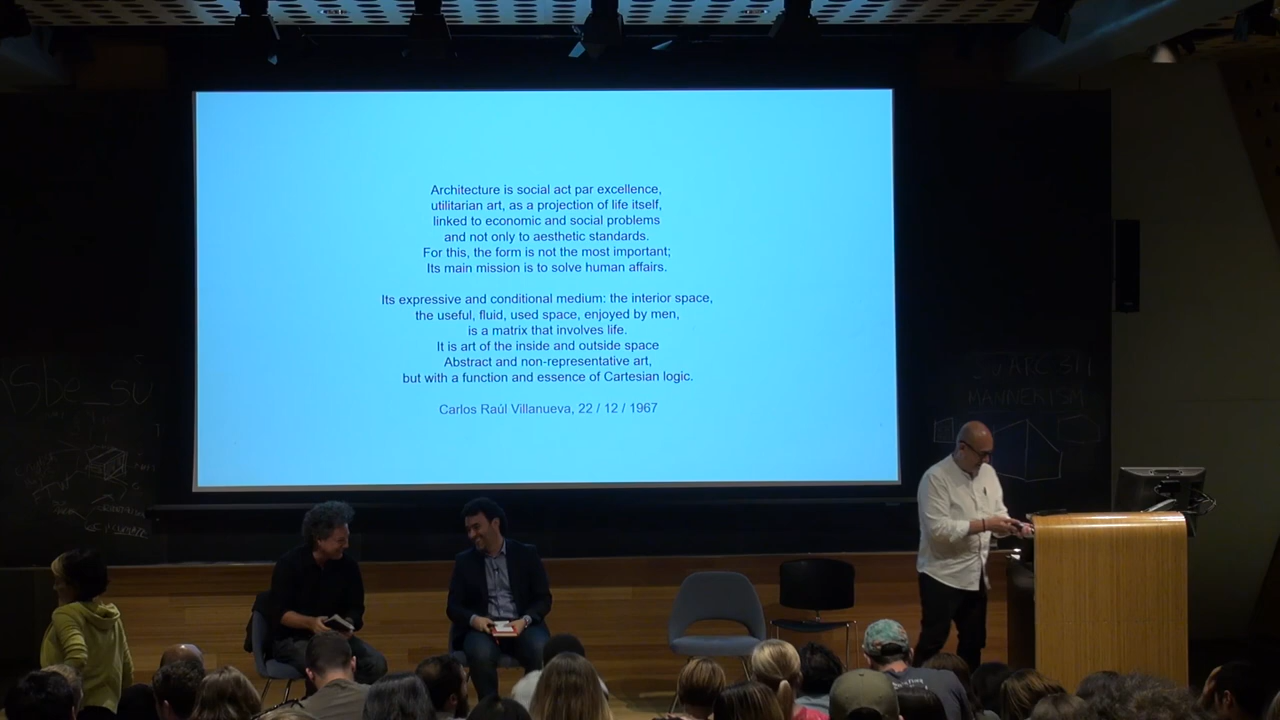 Architecture is social act par excellence,
utilitarian art, as a projection of life itself,
linked to economic and social problems
and not only to aesthetic standards.
For this, the form is not the most important;
Its main mission is to solve human affairs.
Its expressive and conditional medium: the interior space,
the useful, fluid, used space, enjoyed by men,
is a matrix that involves life.
It is art of the inside and outside space
Abstract and non-representative art,
but with a function and essence of Cartesian logic.
Carlos Raúl Villanueva, 22 / 12 / 1967
MANNERISM